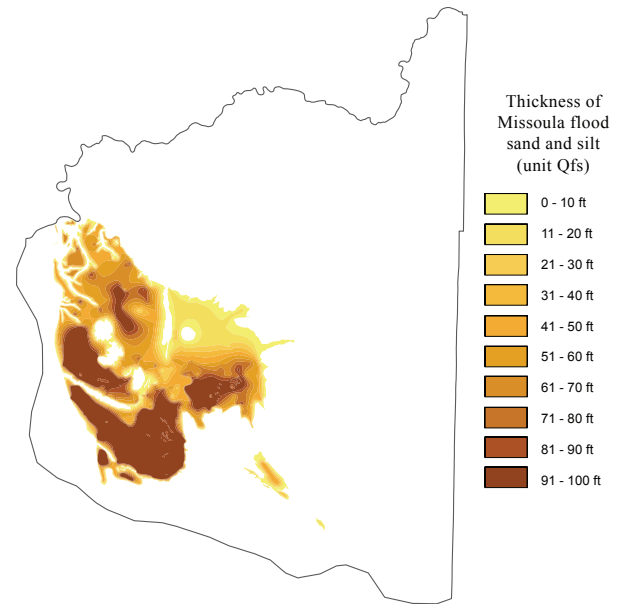 Thickness of
Missoula flood
sand and silt
(unit Qfs)
0 - 10 ft
11 - 20 ft
21 - 30 ft
31 - 40 ft
41 - 50 ft
51 - 60 ft
61 - 70 ft
71 - 80 ft
81 - 90 ft
91 - 100 ft